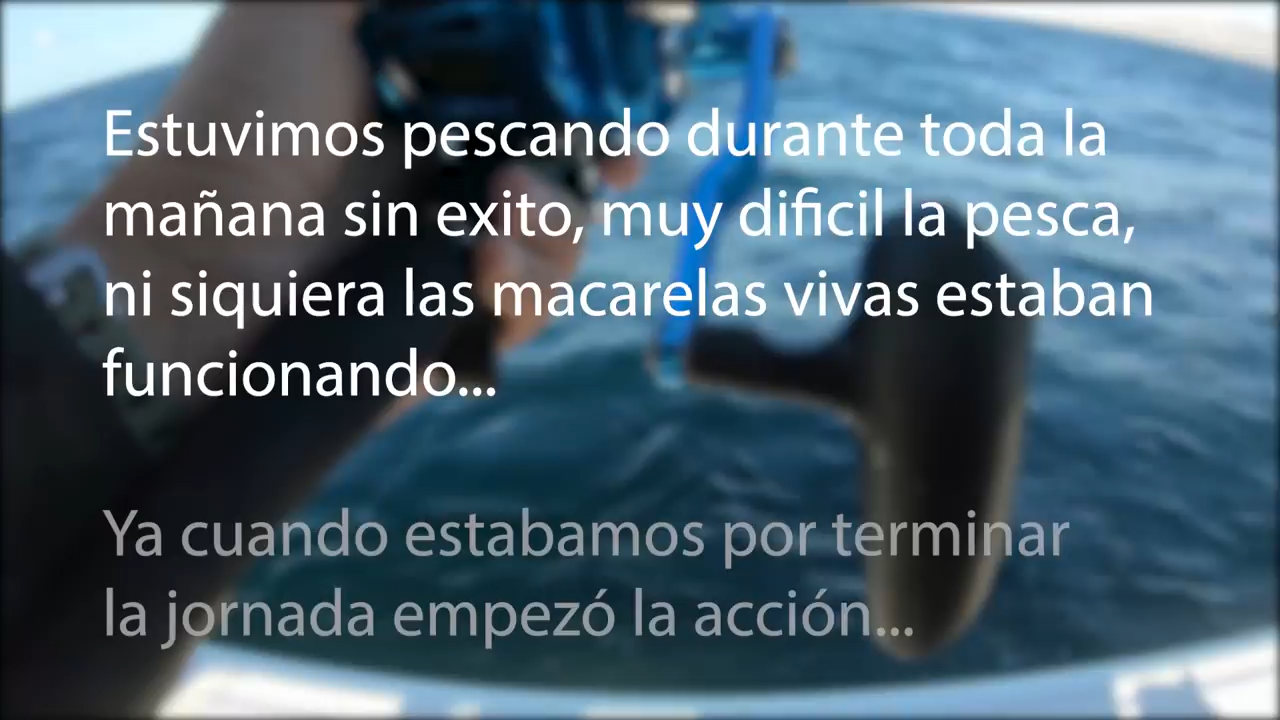 Estuvimos pescando durante toda la
mañana sin exito, muy dificil la pesca,
ni siquiera las macarelas vivas estaban
funcionando...
Ya cuando estabamos por terminar
la jornada empezó la acción...